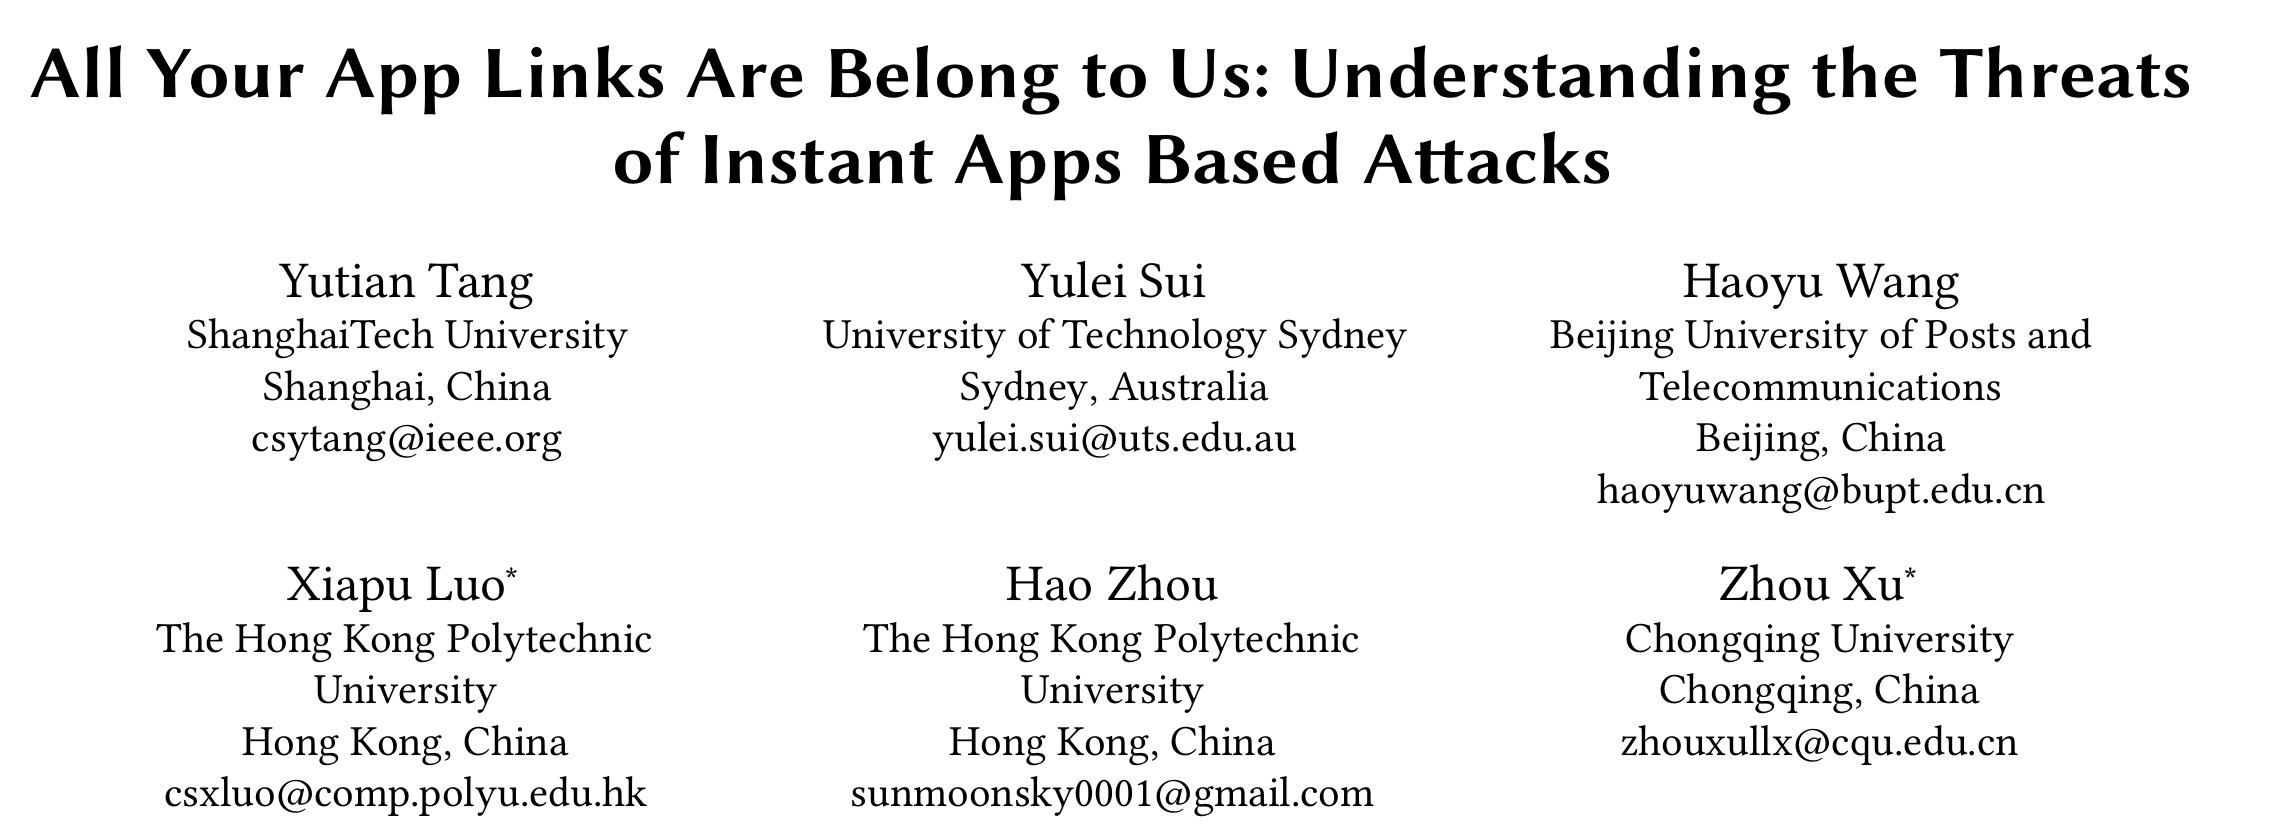 All Your App Links Are Belong to Us: Understanding the Threats
of Instant Apps Based Attacks
Yutian Tang
ShanghaiTech University
Shanghai, China
csytang@ieee.org
Yulei Sui
University of Technology Sydney
Sydney, Australia
yulei.sui@uts.edu.au
Haoyu Wang
Beijing University of Posts and
Telecommunications
Beijing, China
haoyuwang@bupt.edu.cn
Xiapu Luo*
The Hong Kong Polytechnic
University
Hong Kong, China
csxluo@comp.polyu.edu.hk
Hao Zhou
The Hong Kong Polytechnic
University
Hong Kong, China
sunmoonsky0001@gmail.com
Zhou Xu*
Chongqing University
Chongqing, China
zhouxullx@cqu.edu.cn